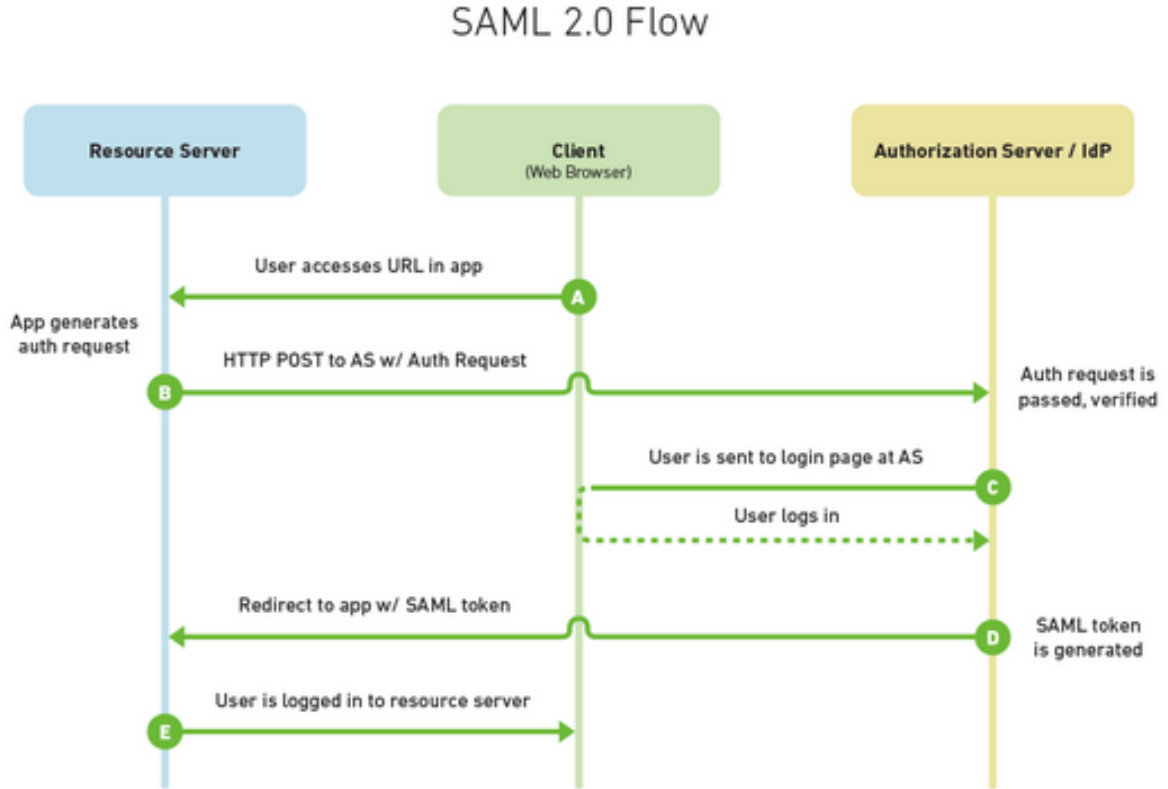 SAML 2.0 Flow
Resource Server
Client
(Web Browser)
Authorization Server / IdP
User accesses URL in app
A
App generates
auth request
HTTP POST to AS w/ Auth Request
B
Auth request is
passed, verified
User is sent to login page at AS
C
User logs in
Redirect to app w/ SAML token
D
SAML token
is generated
User is logged in to resource server
E